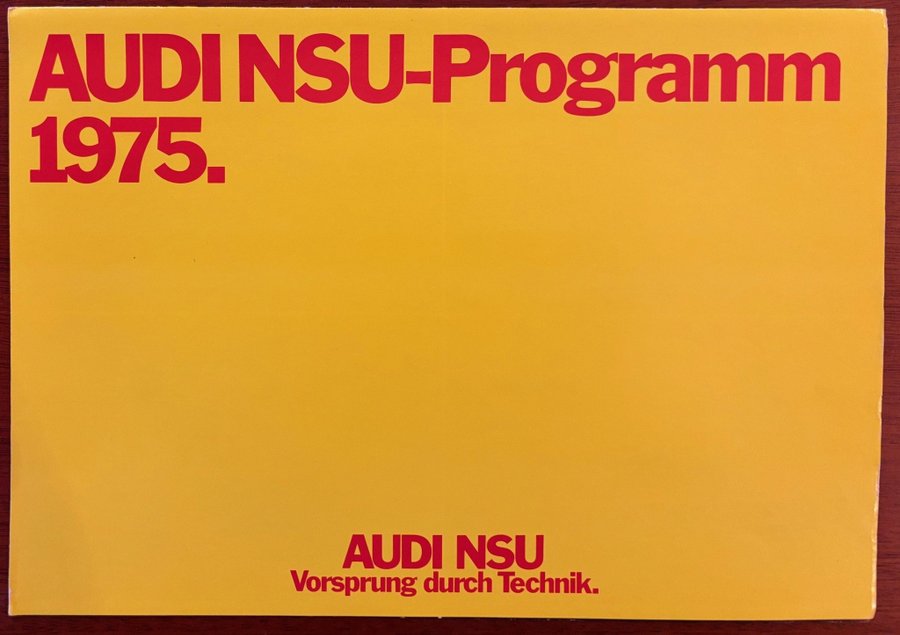 AUDI NSU-Programm
1975.
AUDI NSU
Vorsprung durch Technik.